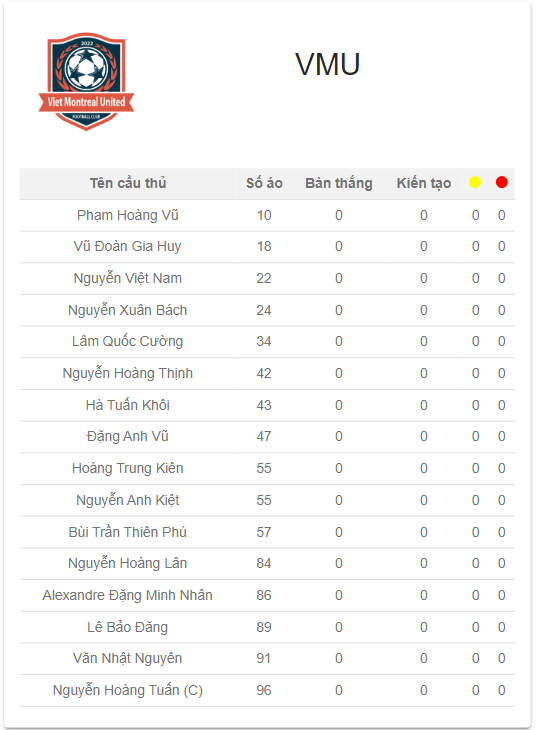 2022
Viet Montreal United
FOOTBALL CLUB
VMU
Tên cầu thủ Số áo Bàn thắng Kiến tạo
Phạm Hoàng Vũ 10 0 0 0 0
Vũ Đoàn Gia Huy 18 0 0 0 0
Nguyễn Việt Nam 22 0 0 0 0
Nguyễn Xuân Bách 24 0 0 0 0
Lâm Quốc Cường 34 0 0 0 0
Nguyễn Hoàng Thịnh 42 0 0 0 0
Hà Tuấn Khôi 43 0 0 0 0
Đặng Anh Vũ 47 0 0 0 0
Hoàng Trung Kiên 55 0 0 0 0
Nguyễn Anh Kiệt 55 0 0 0 0
Bùi Trần Thiên Phú 57 0 0 0 0
Nguyễn Hoàng Lân 84 0 0 0 0
Alexandre Đặng Minh Nhân 86 0 0 0 0
Lê Bảo Đăng 89 0 0 0 0
Văn Nhật Nguyên 91 0 0 0 0
Nguyễn Hoàng Tuấn (C) 96 0 0 0 0